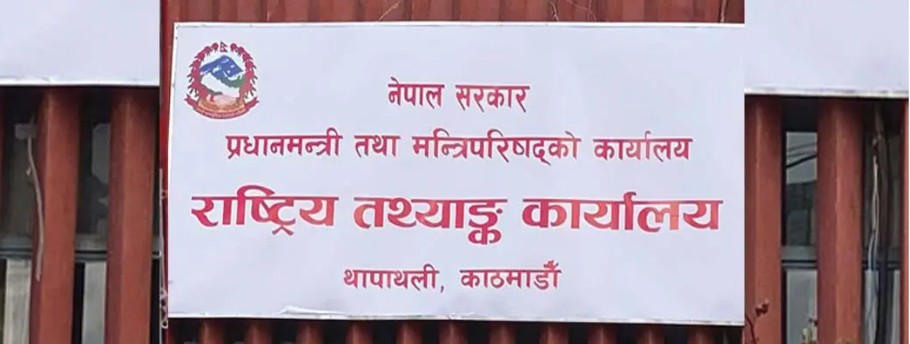 नेपाल सरकार
प्रधानमन्त्री तथा मन्त्रिपरिषद्को कार्यालय
राष्ट्रिय तथ्याङ्क कार्यालय
थापाथली, काठमाडौँ